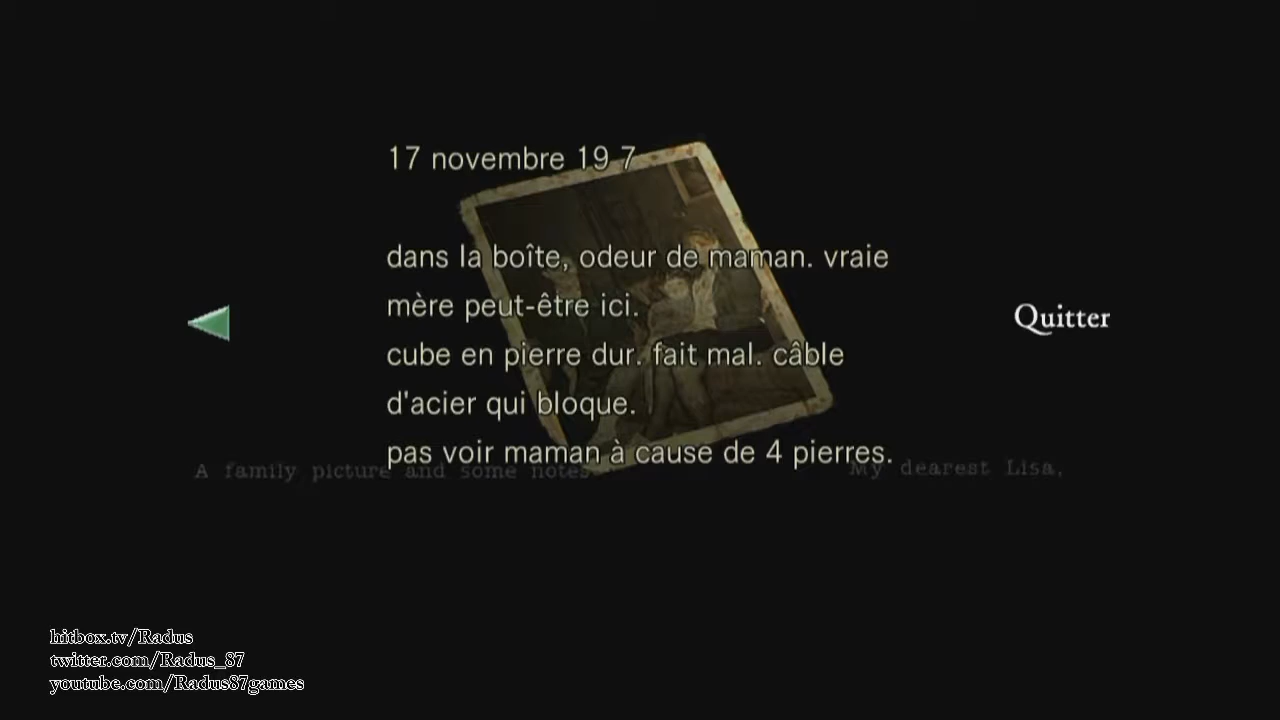 17 novembre 19 7
dans la boîte, odeur de maman. vraie
mère peut-être ici.
cube en pierre dur. fait mal. câble
d'acier qui bloque.
pas voir maman à cause de 4 pierres.
Quitter
A family picture and some notes
My dearest Lisa,
hitbox.tv/Radus
twitter.com/Radus_87
youtube.com/Radus87games